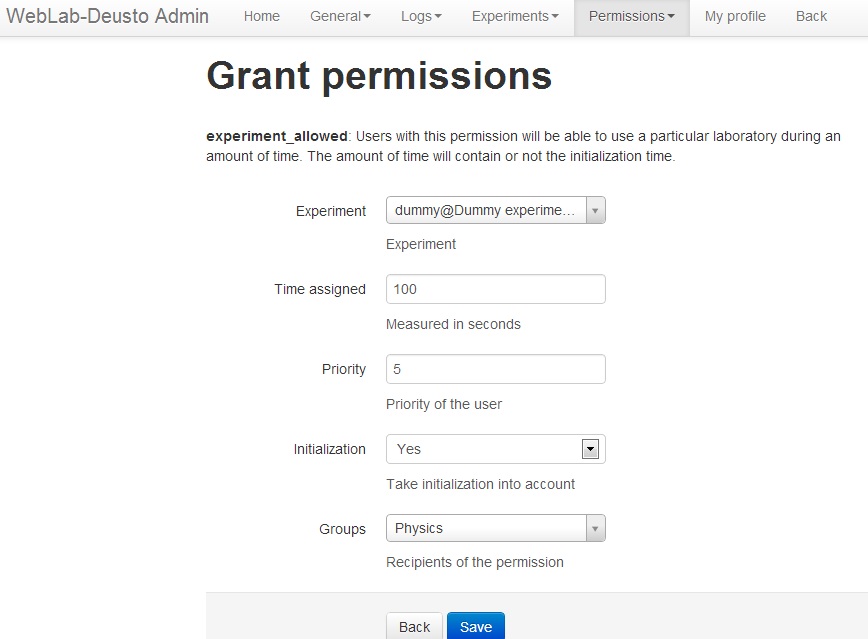 WebLab-Deusto Admin Home General Logs Experiments Permissions My profile Back
Grant permissions
experiment_allowed: Users with this permission will be able to use a particular laboratory during an
amount of time. The amount of time will contain or not the initialization time.
Experiment dummy@Dummy experime...
Experiment
Time assigned 100
Measured in seconds
Priority 5
Priority of the user
Initialization Yes
Take initialization into account
Groups Physics
Recipients of the permission
Back Save